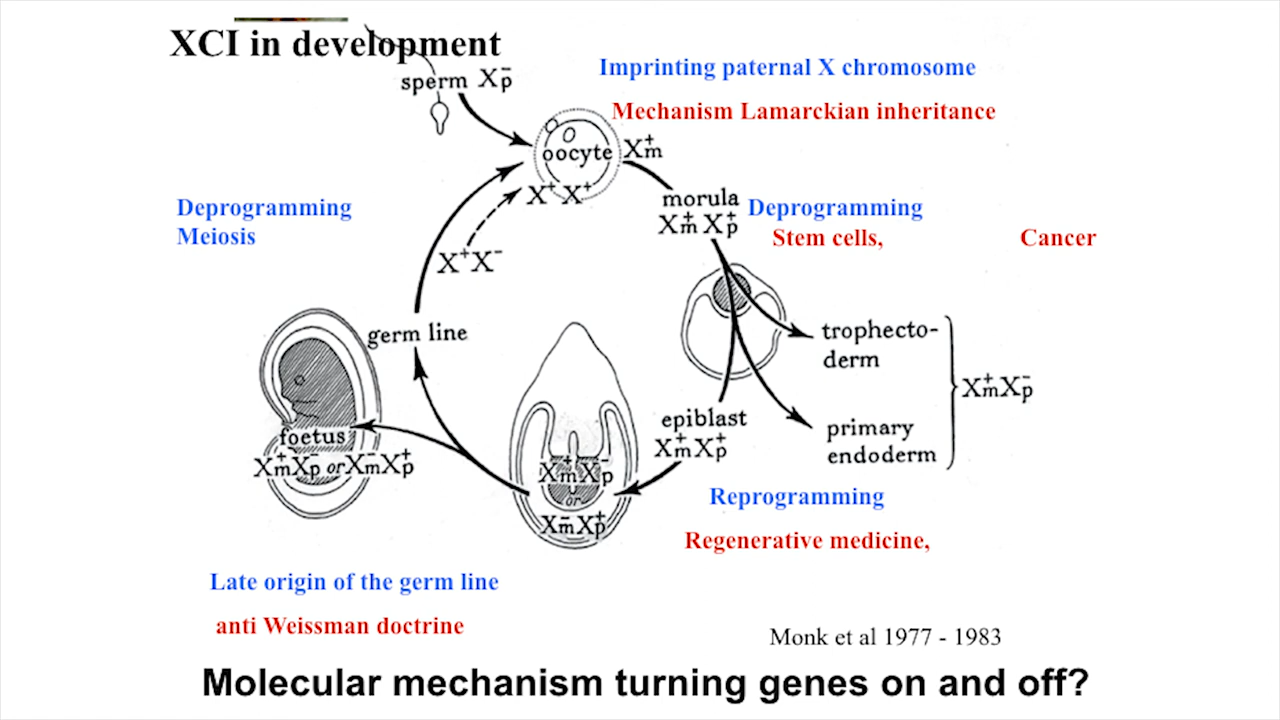 XCI in development
sperm Xp̄
Imprinting paternal X chromosome
Mechanism Lamarckian inheritance
oocyte Xm⁺
X⁺ X⁺
Deprogramming
Meiosis
morula
Xm⁺ Xp⁺
Deprogramming
Stem cells,
Cancer
X⁺X⁻
germ line
trophecto-
derm
Xm⁺Xp⁻
primary
endoderm
epiblast
Xm⁺Xp⁺
foetus
Xm⁺Xp⁻ or Xm⁻Xp⁺
Xm⁺Xp⁻
or
Xm⁻Xp⁺
Reprogramming
Regenerative medicine,
Late origin of the germ line
anti Weissman doctrine
Monk et al 1977 - 1983
Molecular mechanism turning genes on and off?